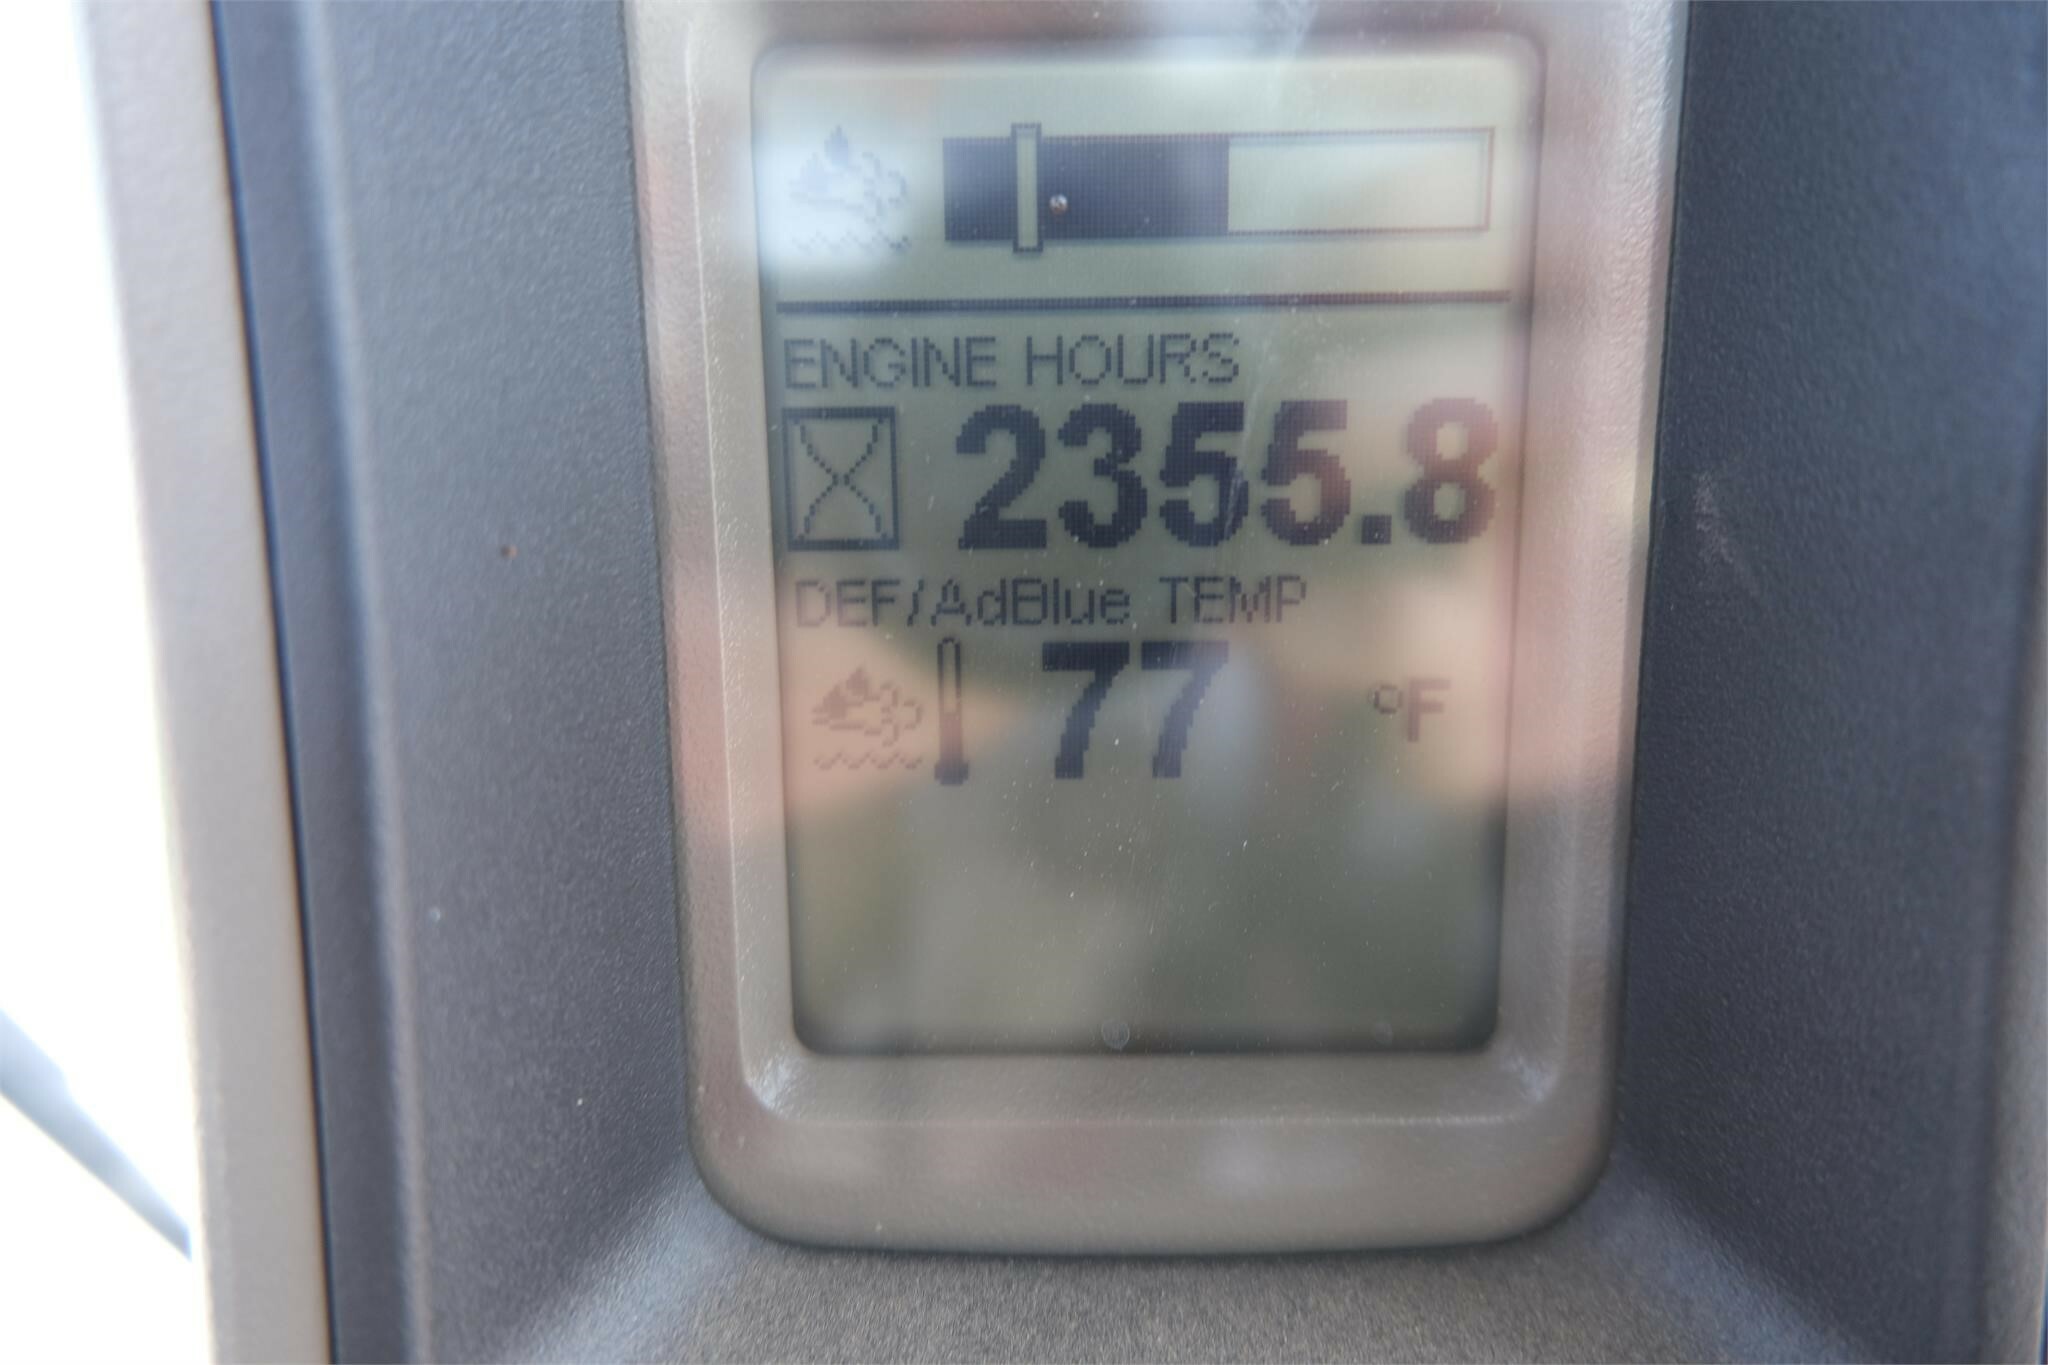 ENGINE HOURS
2355.8
DEF/AdBlue TEMP
77 °F